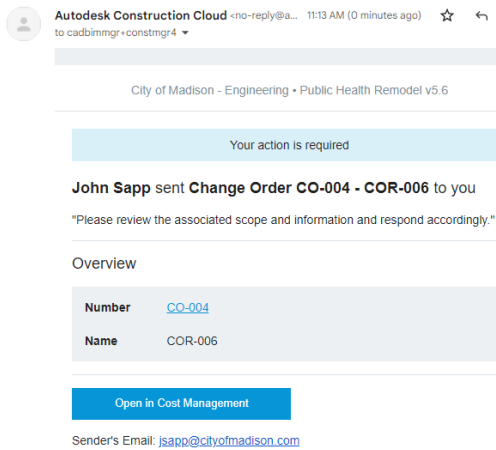 Autodesk Construction Cloud <no-reply@a... 11:13 AM (0 minutes ago)
to cadbimmgr+constmgr4
City of Madison - Engineering • Public Health Remodel v5.6
Your action is required
John Sapp sent Change Order CO-004 - COR-006 to you
"Please review the associated scope and information and respond accordingly."
Overview
Number CO-004
Name COR-006
Open in Cost Management
Sender's Email: jsapp@cityofmadison.com